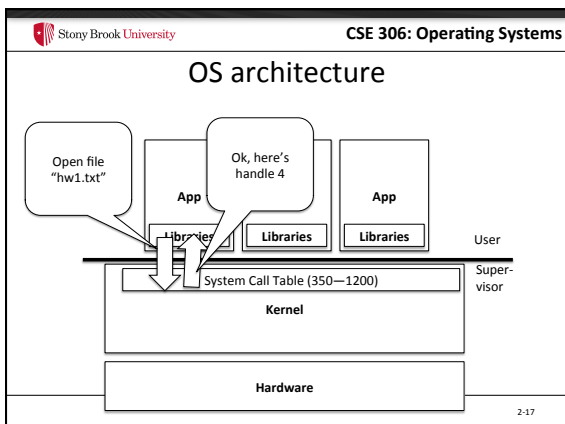 Stony Brook University
CSE 306: Operating Systems
OS architecture
Open file
"hw1.txt"
Ok, here's
handle 4
App
App
Libraries
Libraries
Libraries
User
Super-
visor
System Call Table (350—1200)
Kernel
Hardware
2-17